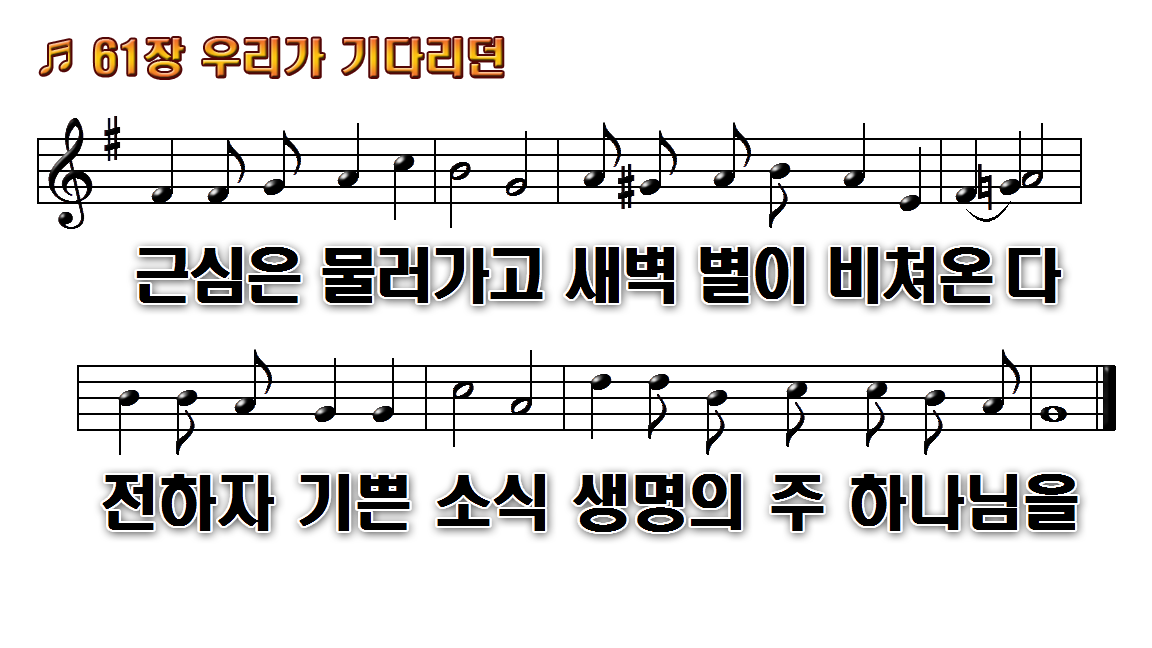 61장 우리가 기다리던
근심은 물러가고 새벽 별이 비쳐온다
전하자 기쁜 소식 생명의 주 하나님을